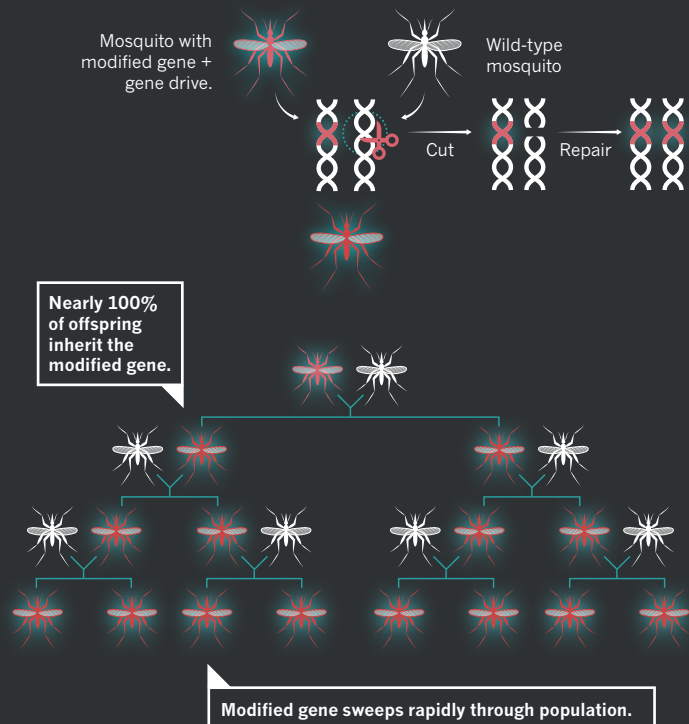 Mosquito with
modified gene +
gene drive.
Wild-type
mosquito
Cut
Repair
Nearly 100%
of offspring
inherit the
modified gene.
Modified gene sweeps rapidly through population.